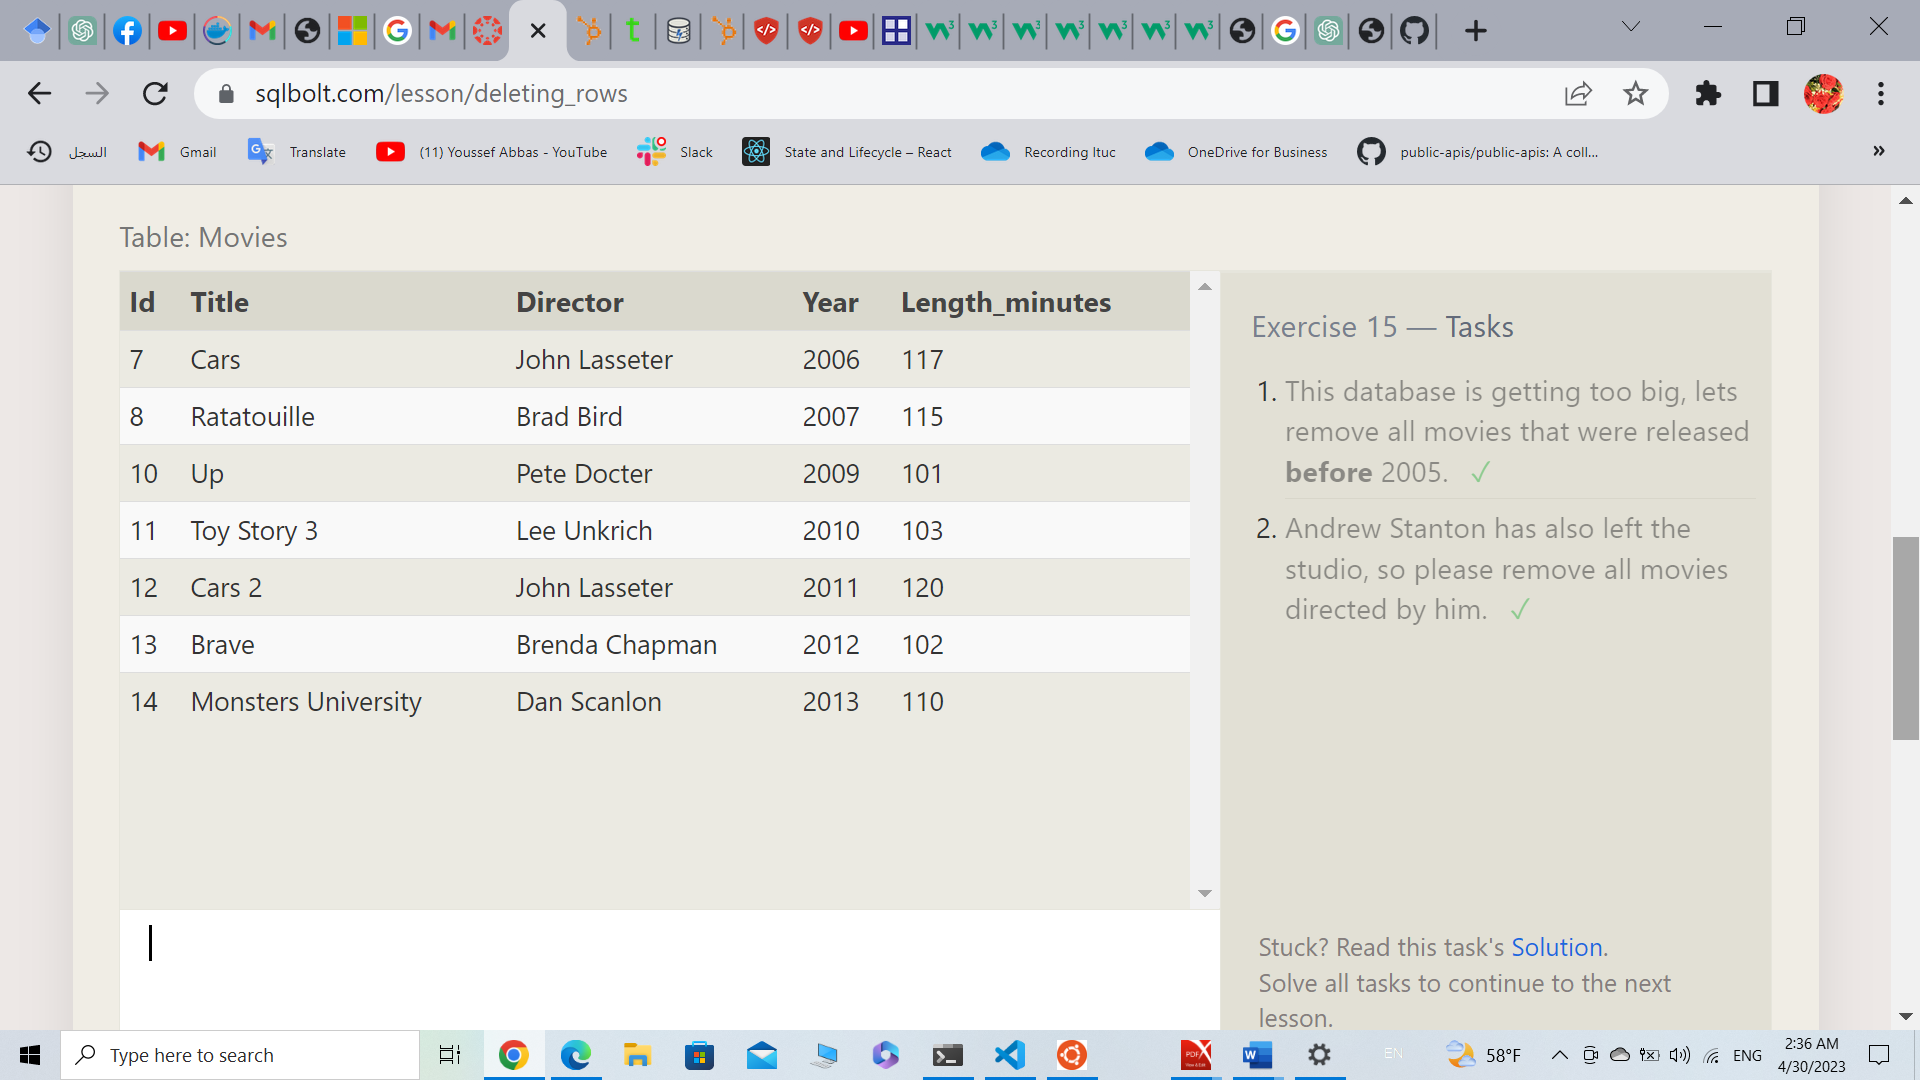 sqlbolt.com/lesson/deleting_rows
السجل Gmail Translate (11) Youssef Abbas - YouTube Slack State and Lifecycle – React Recording Ituc OneDrive for Business public-apis/public-apis: A coll... »
Table: Movies
Id Title Director Year Length_minutes
7 Cars John Lasseter 2006 117
8 Ratatouille Brad Bird 2007 115
10 Up Pete Docter 2009 101
11 Toy Story 3 Lee Unkrich 2010 103
12 Cars 2 John Lasseter 2011 120
13 Brave Brenda Chapman 2012 102
14 Monsters University Dan Scanlon 2013 110
Exercise 15 — Tasks
1. This database is getting too big, lets
remove all movies that were released
before 2005. ✓
2. Andrew Stanton has also left the
studio, so please remove all movies
directed by him. ✓
Stuck? Read this task's Solution.
Solve all tasks to continue to the next
lesson.
Type here to search
EN
58°F
ENG
2:36 AM
4/30/2023